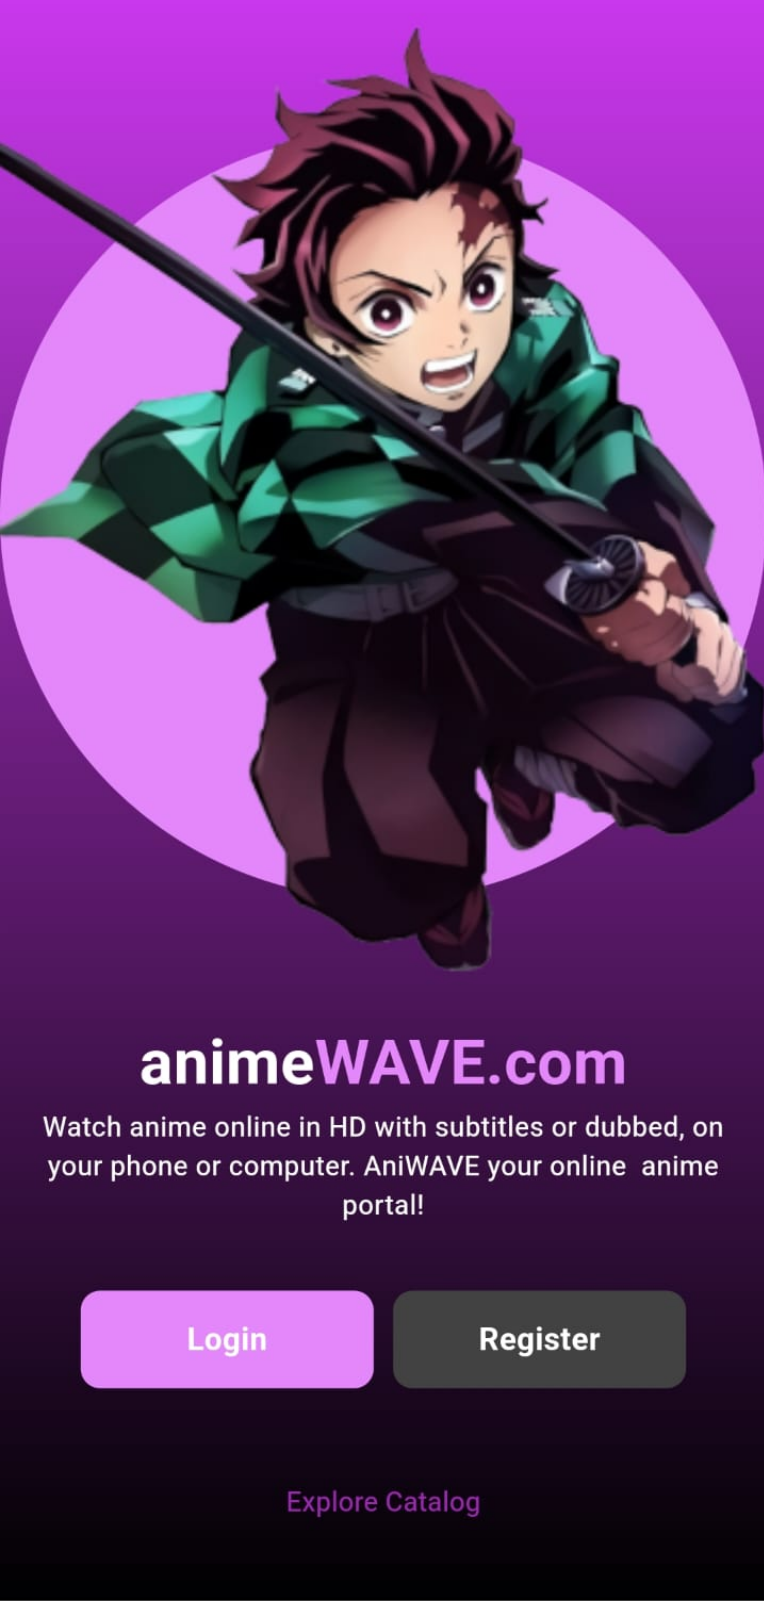 animeWAVE.com
Watch anime online in HD with subtitles or dubbed, on
your phone or computer. AniWAVE your online  anime
portal!
Login
Register
Explore Catalog